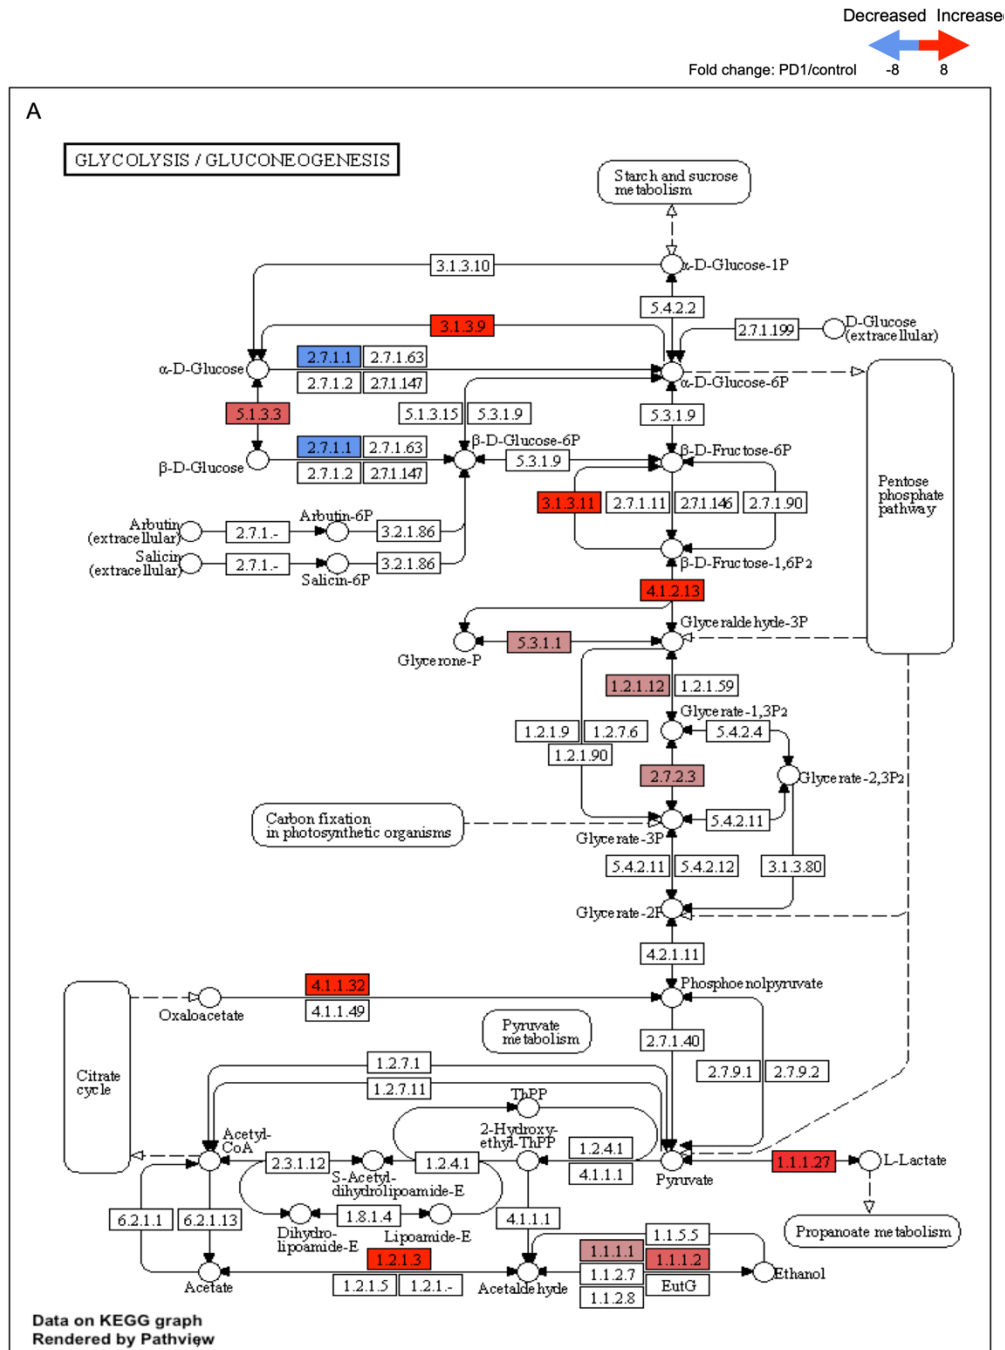 Decreased Increased
Fold change: PD1/control -8 8
A
GLYCOLYSIS / GLUCONEOGENESIS
Starch and sucrose
metabolism
3.1.3.10
α-D-Glucose-1P
5.4.2.2
3.1.3.9
2.7.1.199
D-Glucose
(extracellular)
2.7.1.1 2.7.1.63
α-D-Glucose
2.7.1.2 2.7.1.147
α-D-Glucose-6P
5.1.3.3
5.1.3.15 5.3.1.9
5.3.1.9
2.7.1.1 2.7.1.63
β-D-Glucose-6P
β-D-Fructose-6P
β-D-Glucose
2.7.1.2 2.7.1.147
5.3.1.9
Pentose
phosphate
pathway
3.1.3.11 2.7.1.11 2.7.1.146 2.7.1.90
Arbutin
(extracellular)
2.7.1.-
Arbutin-6P
3.2.1.86
Salicin
(extracellular)
2.7.1.-
Salicin-6P
3.2.1.86
β-D-Fructose-1,6P2
4.1.2.13
Glyceraldehyde-3P
Glycerone-P
5.3.1.1
1.2.1.12 1.2.1.59
Glycerate-1,3P2
1.2.1.9 1.2.7.6
5.4.2.4
1.2.1.90
2.7.2.3
Glycerate-2,3P2
Carbon fixation
in photosynthetic organisms
5.4.2.11
Glycerate-3P
5.4.2.11 5.4.2.12
3.1.3.80
Glycerate-2P
4.2.1.11
4.1.1.32
Phosphoenolpyruvate
Oxaloacetate
4.1.1.49
Pyruvate
metabolism
2.7.1.40
Citrate
cycle
1.2.7.1
2.7.9.1 2.7.9.2
1.2.7.11
ThPP
Acetyl-
CoA
2-Hydroxy-
ethyl-ThPP
1.2.4.1
2.3.1.12
1.2.4.1
4.1.1.1
Pyruvate
1.1.1.27
L-Lactate
S-Acetyl-
dihydrolipoamide-E
6.2.1.1 6.2.1.13
1.8.1.4
4.1.1.1
Dihydro-
lipoamide-E
Lipoamide-E
Propanoate metabolism
1.1.5.5
1.2.1.3
1.1.1.1 1.1.1.2
Acetate
1.2.1.5 1.2.1.-
Acetaldehyde
1.1.2.7 EutG
Ethanol
1.1.2.8
Data on KEGG graph
Rendered by Pathview